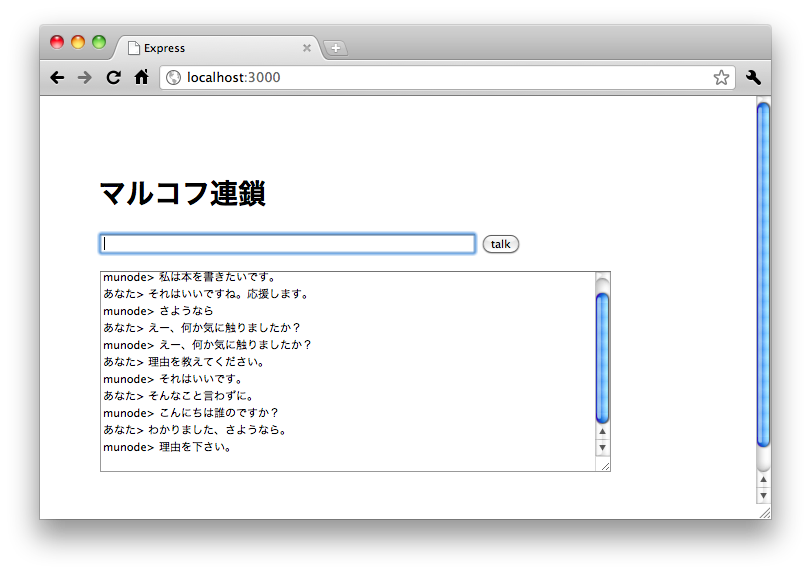 Express
localhost:3000
マルコフ連鎖
talk
munode> 私は本を書きたいです。
あなた> それはいいですね。応援します。
munode> さようなら
あなた> えー、何か気に触りましたか？
munode> えー、何か気に触りましたか？
あなた> 理由を教えてください。
munode> それはいいです。
あなた> そんなこと言わずに。
munode> こんにちは誰のですか？
あなた> わかりました、さようなら。
munode> 理由を下さい。